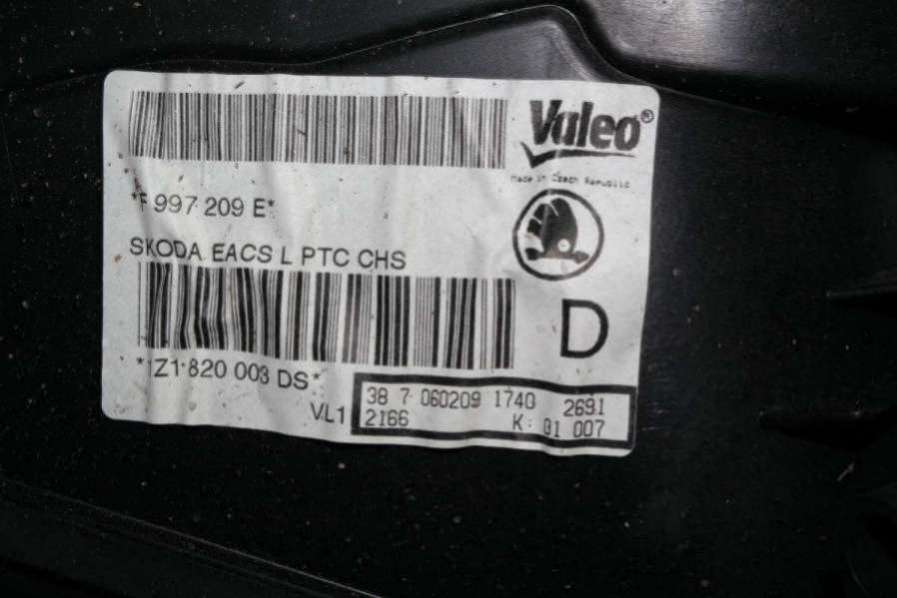 Valeo®
Made in Czech Republic
*F 997 209 E*
SKODA EACS L PTC CHS
D
*1Z1 820 003 DS*
VL1
38 7 060209 1740 2691
2166 K: 01 007